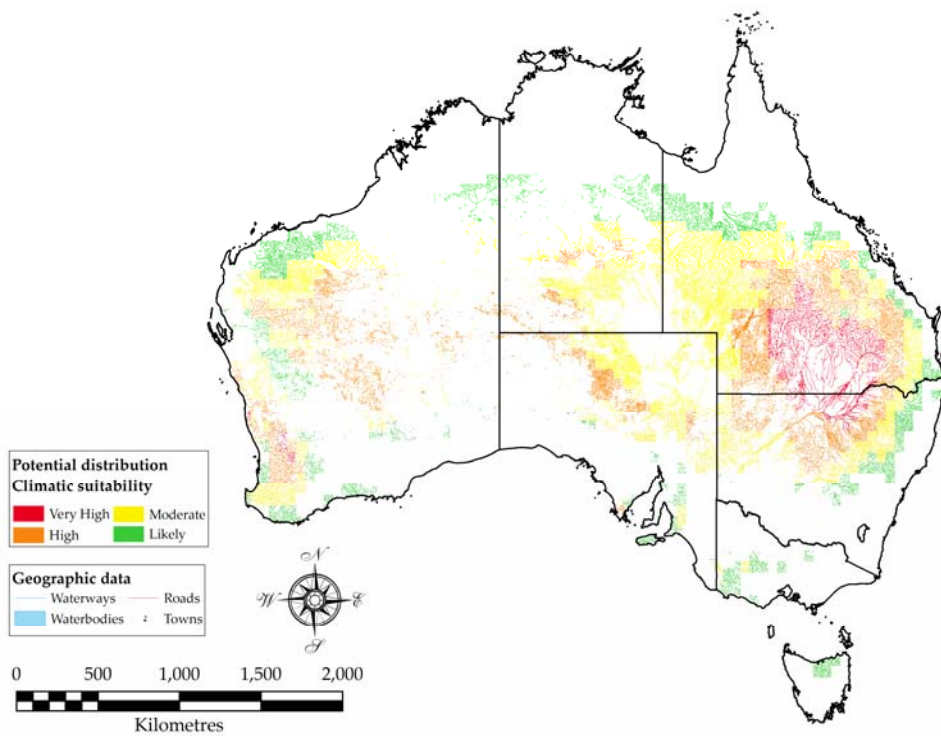 Potential distribution
Climatic suitability
Very High Moderate
High Likely
Geographic data
Waterways Roads
Waterbodies Towns
N
W E
S
0 500 1,000 1,500 2,000
Kilometres